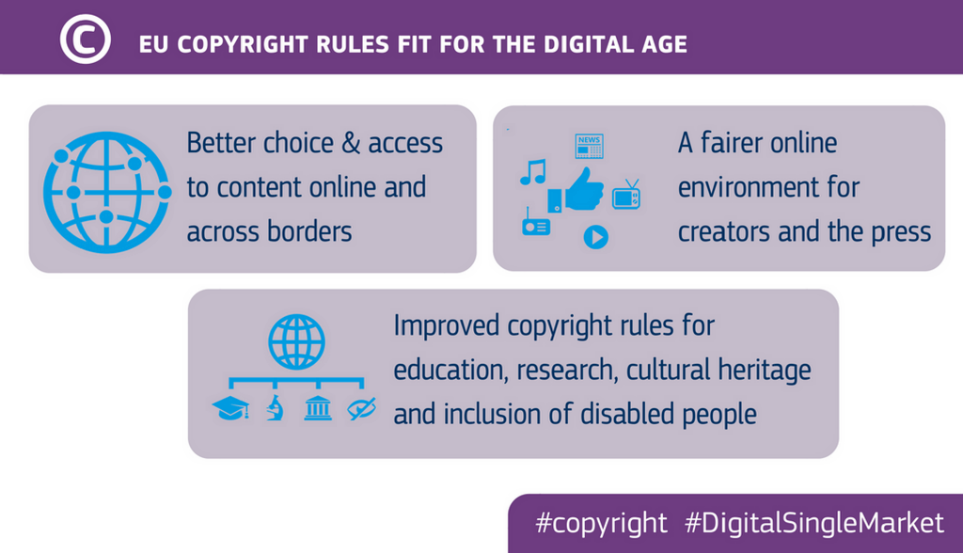 ©
EU COPYRIGHT RULES FIT FOR THE DIGITAL AGE
Better choice & access
to content online and
across borders
NEWS
A fairer online
environment for
creators and the press
Improved copyright rules for
education, research, cultural heritage
and inclusion of disabled people
#copyright #DigitalSingleMarket